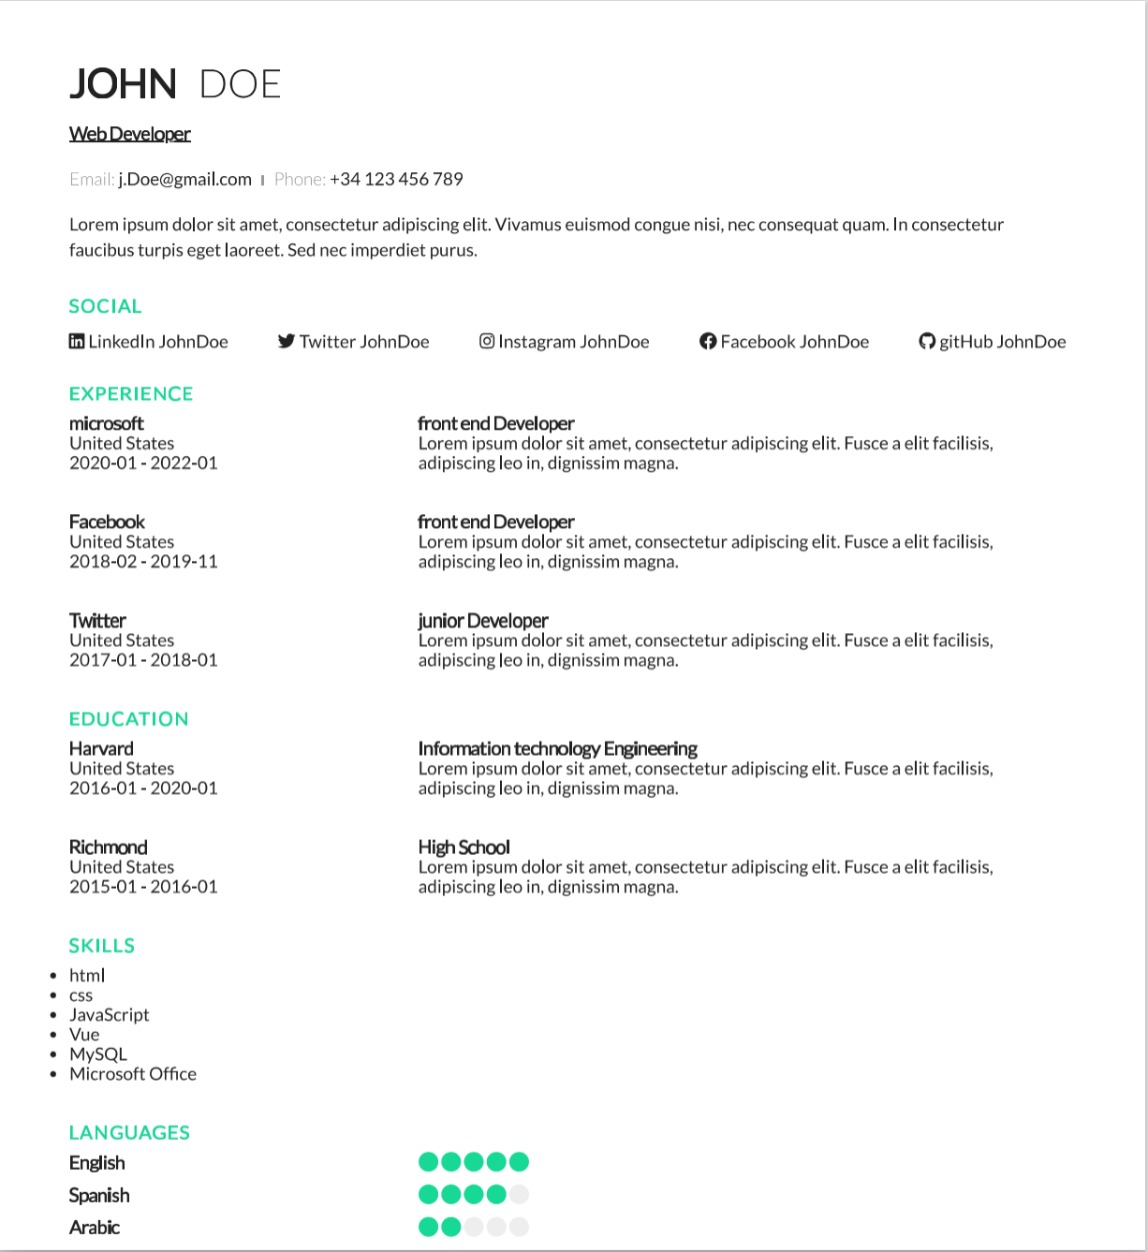 JOHN DOE
Web Developer
Email: j.Doe@gmail.com | Phone: +34 123 456 789
Lorem ipsum dolor sit amet, consectetur adipiscing elit. Vivamus euismod congue nisi, nec consequat quam. In consectetur
faucibus turpis eget laoreet. Sed nec imperdiet purus.
SOCIAL
LinkedIn JohnDoe Twitter JohnDoe Instagram JohnDoe Facebook JohnDoe gitHub JohnDoe
EXPERIENCE
microsoft front end Developer
United States Lorem ipsum dolor sit amet, consectetur adipiscing elit. Fusce a elit facilisis,
2020-01 - 2022-01 adipiscing leo in, dignissim magna.
Facebook front end Developer
United States Lorem ipsum dolor sit amet, consectetur adipiscing elit. Fusce a elit facilisis,
2018-02 - 2019-11 adipiscing leo in, dignissim magna.
Twitter junior Developer
United States Lorem ipsum dolor sit amet, consectetur adipiscing elit. Fusce a elit facilisis,
2017-01 - 2018-01 adipiscing leo in, dignissim magna.
EDUCATION
Harvard Information technology Engineering
United States Lorem ipsum dolor sit amet, consectetur adipiscing elit. Fusce a elit facilisis,
2016-01 - 2020-01 adipiscing leo in, dignissim magna.
Richmond High School
United States Lorem ipsum dolor sit amet, consectetur adipiscing elit. Fusce a elit facilisis,
2015-01 - 2016-01 adipiscing leo in, dignissim magna.
SKILLS
• html
• css
• JavaScript
• Vue
• MySQL
• Microsoft Office
LANGUAGES
English
Spanish
Arabic